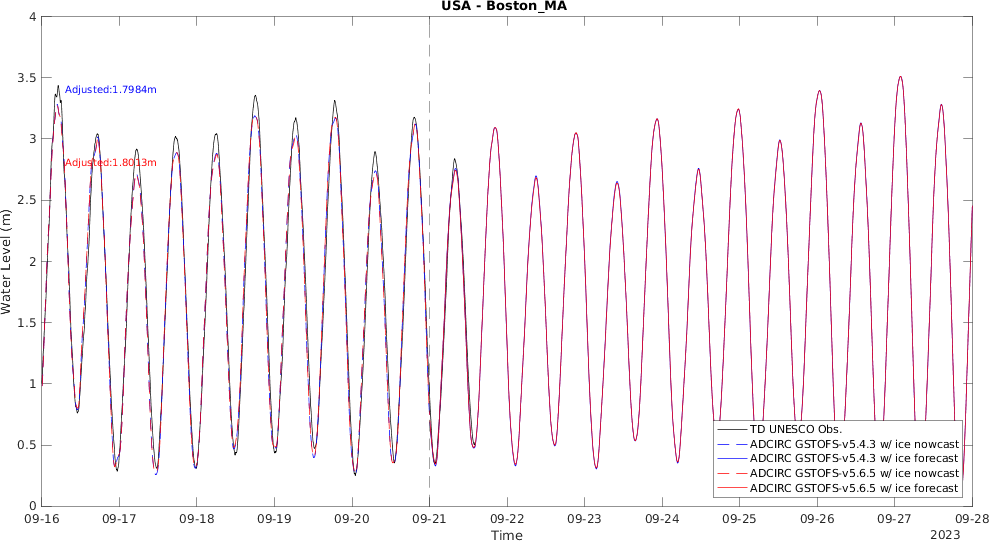 USA - Boston_MA
4
3.5
3
2.5
2
1.5
1
0.5
0
Water Level (m)
Adjusted:1.7984m
Adjusted:1.8013m
TD UNESCO Obs.
ADCIRC GSTOFS-v5.4.3 w/ ice nowcast
ADCIRC GSTOFS-v5.4.3 w/ ice forecast
ADCIRC GSTOFS-v5.6.5 w/ ice nowcast
ADCIRC GSTOFS-v5.6.5 w/ ice forecast
09-16 09-17 09-18 09-19 09-20 09-21 09-22 09-23 09-24 09-25 09-26 09-27 09-28
Time
2023